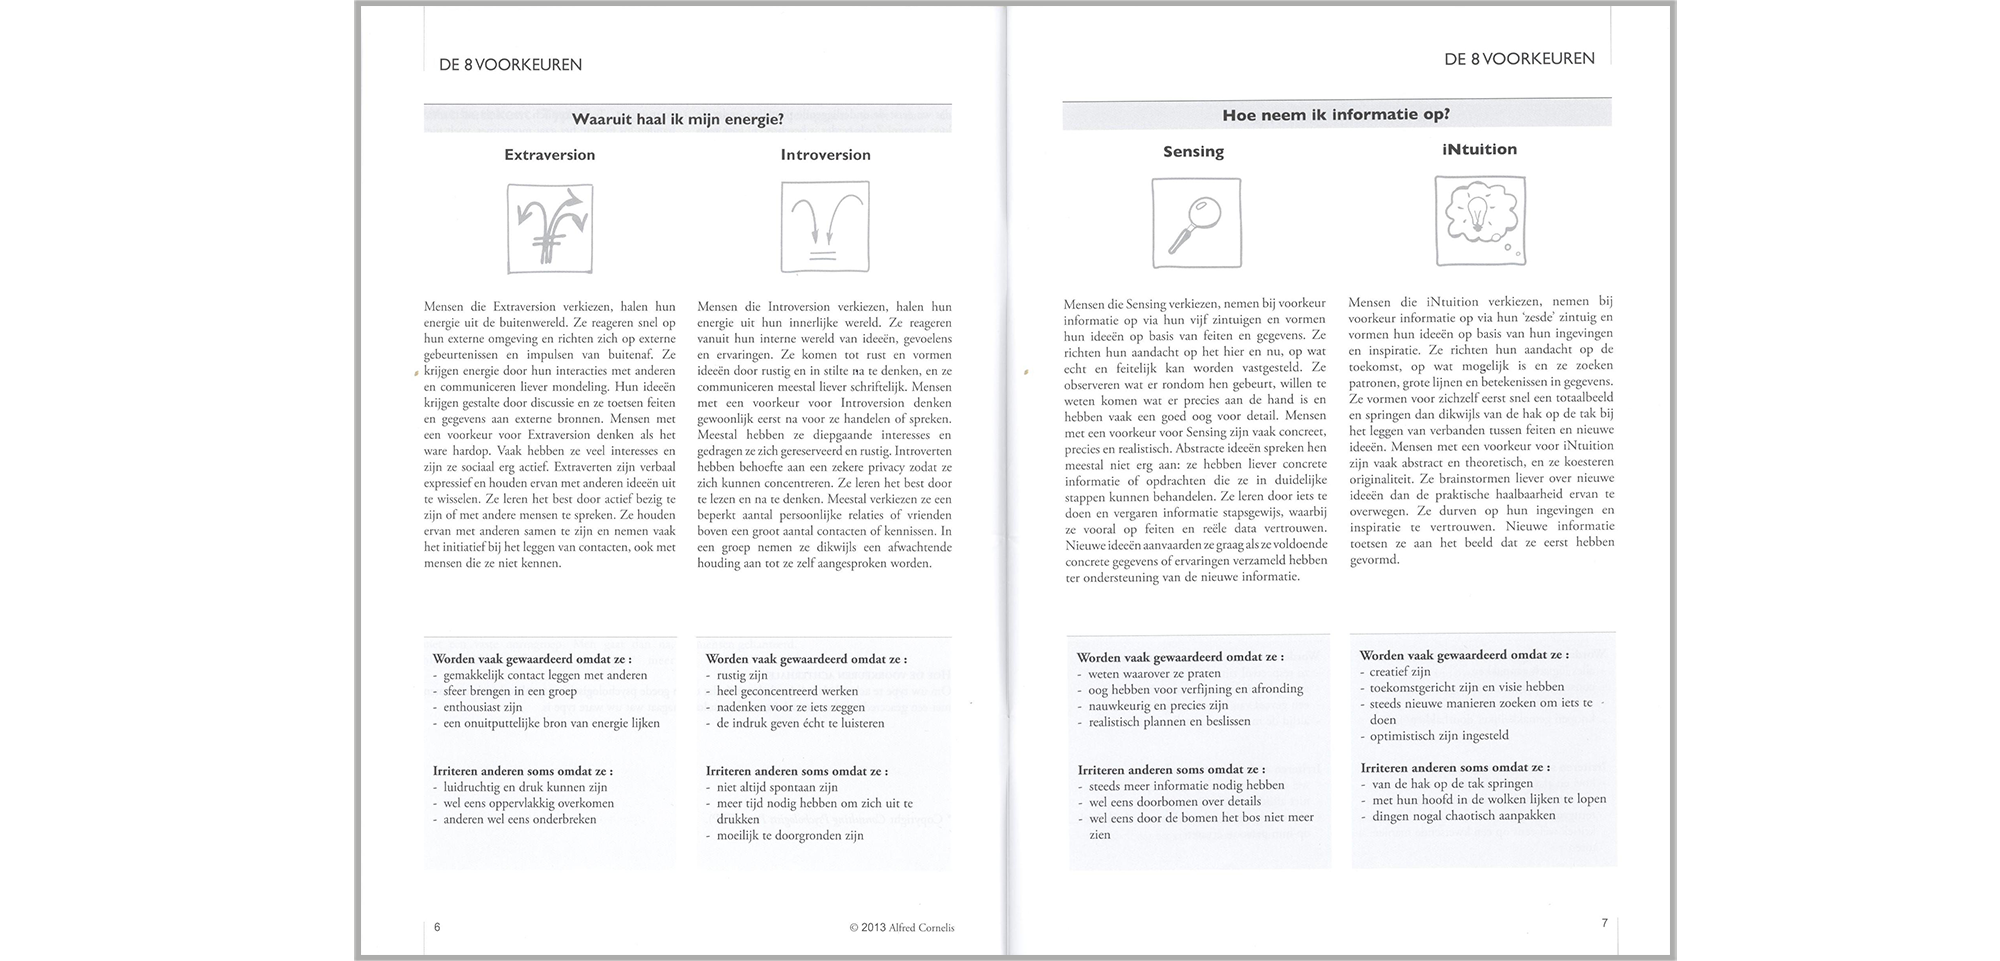 DE 8 VOORKEUREN
Waaruit haal ik mijn energie?
Extraversion
Mensen die Extraversion verkiezen, halen hun
energie uit de buitenwereld. Ze reageren snel op
hun externe omgeving en richten zich op externe
gebeurtenissen en impulsen van buitenaf. Ze
krijgen energie door hun interacties met anderen
en communiceren liever mondeling. Hun ideeën
krijgen gestalte door discussie en ze toetsen feiten
en gegevens aan externe bronnen. Mensen met
een voorkeur voor Extraversion denken als het
ware hardop. Vaak hebben ze veel interesses en
zijn ze sociaal erg actief. Extraverten zijn verbaal
expressief en houden ervan met anderen ideeën uit
te wisselen. Ze leren het best door actief bezig te
zijn of met andere mensen te spreken. Ze houden
ervan met anderen samen te zijn en nemen vaak
het initiatief bij het leggen van contacten, ook met
mensen die ze niet kennen.
Worden vaak gewaardeerd omdat ze :
- gemakkelijk contact leggen met anderen
- sfeer brengen in een groep
- enthousiast zijn
- een onuitputtelijke bron van energie lijken
Irriteren anderen soms omdat ze :
- luidruchtig en druk kunnen zijn
- wel eens oppervlakkig overkomen
- anderen wel eens onderbreken
Introversion
Mensen die Introversion verkiezen, halen hun
energie uit hun innerlijke wereld. Ze reageren
vanuit hun interne wereld van ideeën, gevoelens
en ervaringen. Ze komen tot rust en vormen
ideeën door rustig en in stilte na te denken, en ze
communiceren meestal liever schriftelijk. Mensen
met een voorkeur voor Introversion denken
gewoonlijk eerst na voor ze handelen of spreken.
Meestal hebben ze diepgaande interesses en
gedragen ze zich gereserveerd en rustig. Introverten
hebben behoefte aan een zekere privacy zodat ze
zich kunnen concentreren. Ze leren het best door
te lezen en na te denken. Meestal verkiezen ze een
beperkt aantal persoonlijke relaties of vrienden
boven een groot aantal contacten of kennissen. In
een groep nemen ze dikwijls een afwachtende
houding aan tot ze zelf aangesproken worden.
Worden vaak gewaardeerd omdat ze :
- rustig zijn
- heel geconcentreerd werken
- nadenken voor ze iets zeggen
- de indruk geven écht te luisteren
Irriteren anderen soms omdat ze :
- niet altijd spontaan zijn
- meer tijd nodig hebben om zich uit te
drukken
- moeilijk te doorgronden zijn
6
© 2013 Alfred Cornelis
DE 8 VOORKEUREN
Hoe neem ik informatie op?
Sensing
Mensen die Sensing verkiezen, nemen bij voorkeur
informatie op via hun vijf zintuigen en vormen
hun ideeën op basis van feiten en gegevens. Ze
richten hun aandacht op het hier en nu, op wat
echt en feitelijk kan worden vastgesteld. Ze
observeren wat er rondom hen gebeurt, willen te
weten komen wat er precies aan de hand is en
hebben vaak een goed oog voor detail. Mensen
met een voorkeur voor Sensing zijn vaak concreet,
precies en realistisch. Abstracte ideeën spreken hen
meestal niet erg aan: ze hebben liever concrete
informatie of opdrachten die ze in duidelijke
stappen kunnen behandelen. Ze leren door iets te
doen en vergaren informatie stapsgewijs, waarbij
ze vooral op feiten en reële data vertrouwen.
Nieuwe ideeën aanvaarden ze graag als ze voldoende
concrete gegevens of ervaringen verzameld hebben
ter ondersteuning van de nieuwe informatie.
Worden vaak gewaardeerd omdat ze :
- weten waarover ze praten
- oog hebben voor verfijning en afronding
- nauwkeurig en precies zijn
- realistisch plannen en beslissen
Irriteren anderen soms omdat ze :
- steeds meer informatie nodig hebben
- wel eens doorbomen over details
- wel eens door de bomen het bos niet meer
zien
iNtuition
Mensen die iNtuition verkiezen, nemen bij
voorkeur informatie op via hun ‘zesde’ zintuig en
vormen hun ideeën op basis van hun ingevingen
en inspiratie. Ze richten hun aandacht op de
toekomst, op wat mogelijk is en ze zoeken
patronen, grote lijnen en betekenissen in gegevens.
Ze vormen voor zichzelf eerst snel een totaalbeeld
en springen dan dikwijls van de hak op de tak bij
het leggen van verbanden tussen feiten en nieuwe
ideeën. Mensen met een voorkeur voor iNtuition
zijn vaak abstract en theoretisch, en ze koesteren
originaliteit. Ze brainstormen liever over nieuwe
ideeën dan de praktische haalbaarheid ervan te
overwegen. Ze durven op hun ingevingen en
inspiratie te vertrouwen. Nieuwe informatie
toetsen ze aan het beeld dat ze eerst hebben
gevormd.
Worden vaak gewaardeerd omdat ze :
- creatief zijn
- toekomstgericht zijn en visie hebben
- steeds nieuwe manieren zoeken om iets te
doen
- optimistisch zijn ingesteld
Irriteren anderen soms omdat ze :
- van de hak op de tak springen
- met hun hoofd in de wolken lijken te lopen
- dingen nogal chaotisch aanpakken
7